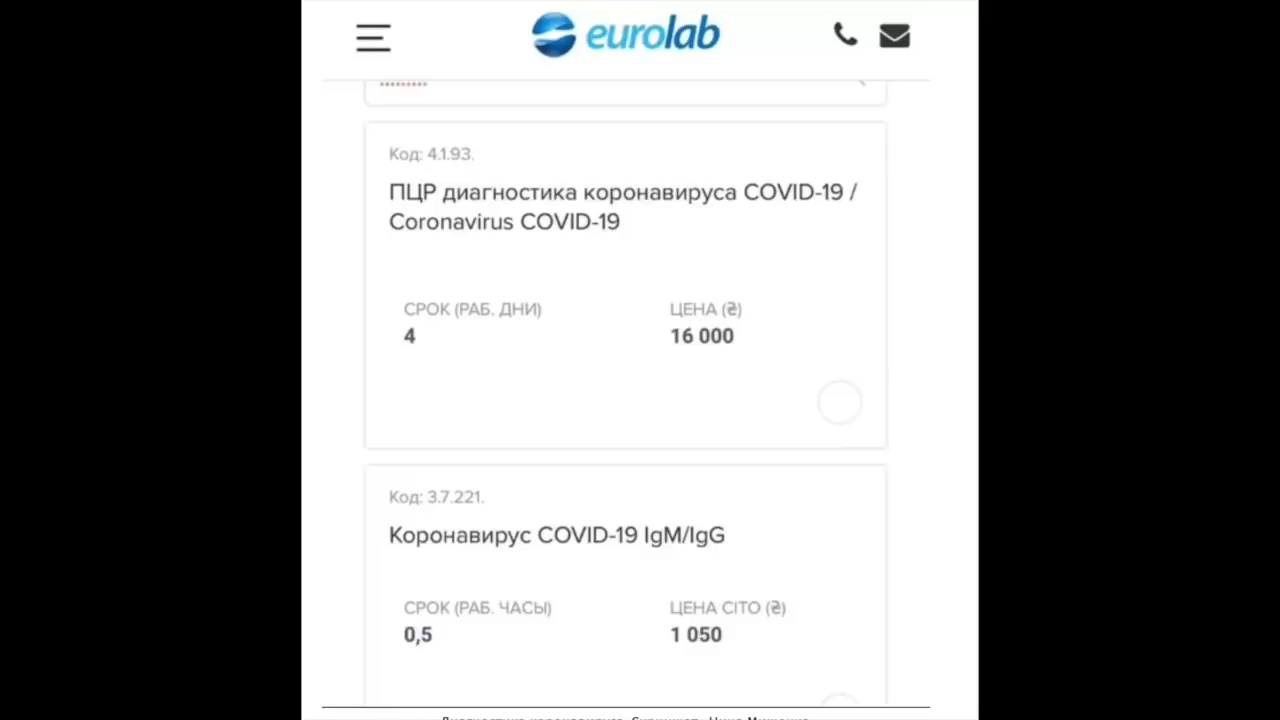 eurolab
Код: 4.1.93.
ПЦР диагностика коронавируса COVID-19 /
Coronavirus COVID-19
СРОК (РАБ. ДНИ)
ЦЕНА (₴)
4
16 000
Код: 3.7.221.
Коронавирус COVID-19 IgM/IgG
СРОК (РАБ. ЧАСЫ)
ЦЕНА CITO (₴)
0,5
1 050